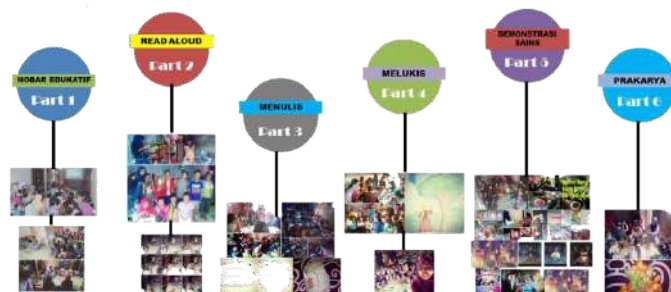 NOBAR EDUKATIF
Part 1
READ ALOUD
Part 2
MENULIS
Part 3
MELUKIS
Part 4
DEMONSTRASI
SAINS
Part 5
PRAKARYA
Part 6